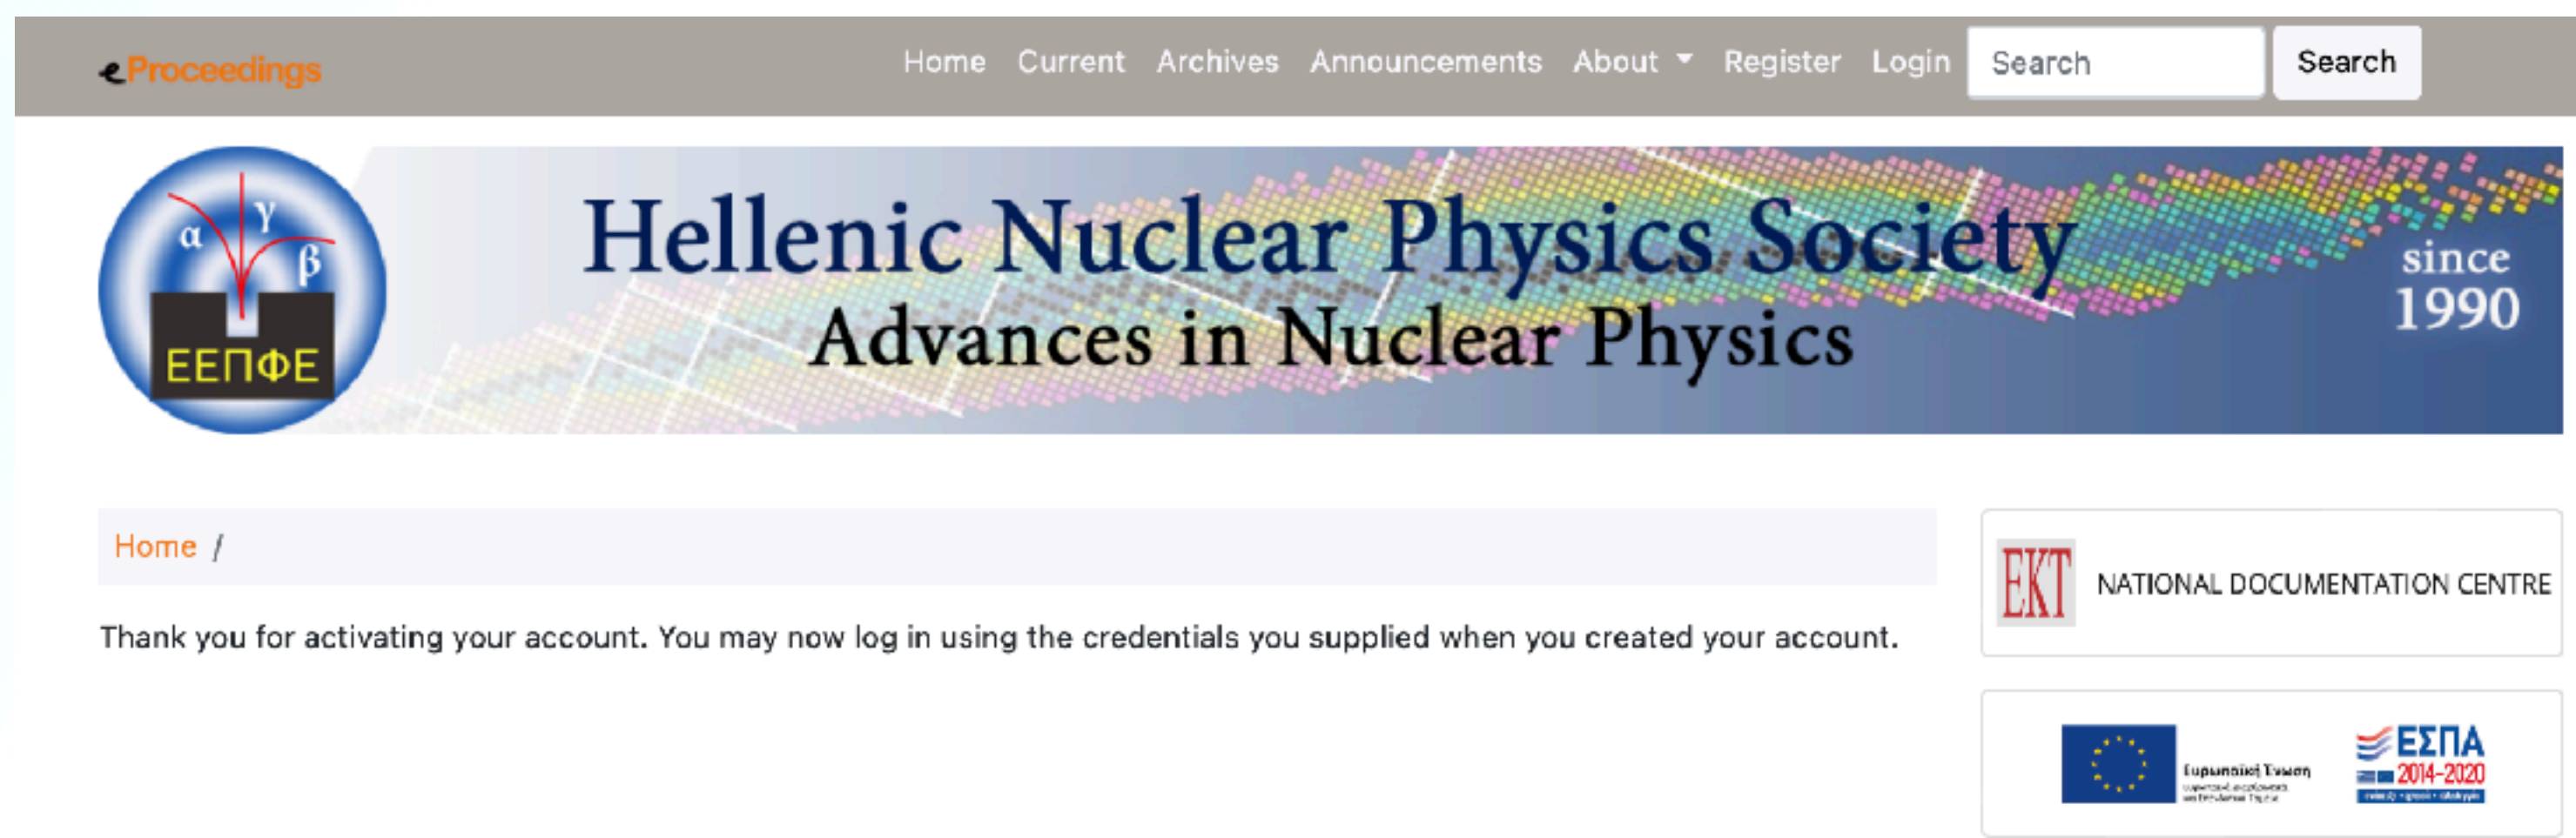 eProceedings
Home Current Archives Announcements About Register Login Search Search
α γ β
ΕΕΠΦΕ
Hellenic Nuclear Physics Society
Advances in Nuclear Physics
since
1990
Home /
Thank you for activating your account. You may now log in using the credentials you supplied when you created your account.
EKT NATIONAL DOCUMENTATION CENTRE
Ευρωπαϊκή Ένωση
ΕΣΠΑ
2014-2020